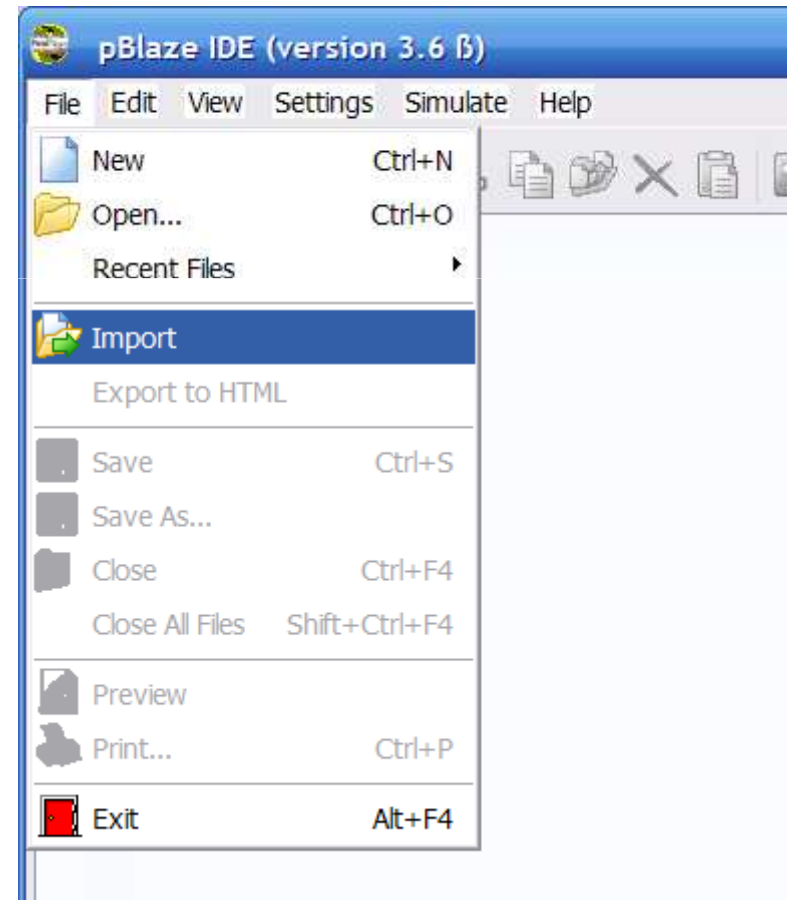 pBlaze IDE (version 3.6 ß)
File Edit View Settings Simulate Help
New Ctrl+N
Open... Ctrl+O
Recent Files
Import
Export to HTML
Save Ctrl+S
Save As...
Close Ctrl+F4
Close All Files Shift+Ctrl+F4
Preview
Print... Ctrl+P
Exit Alt+F4